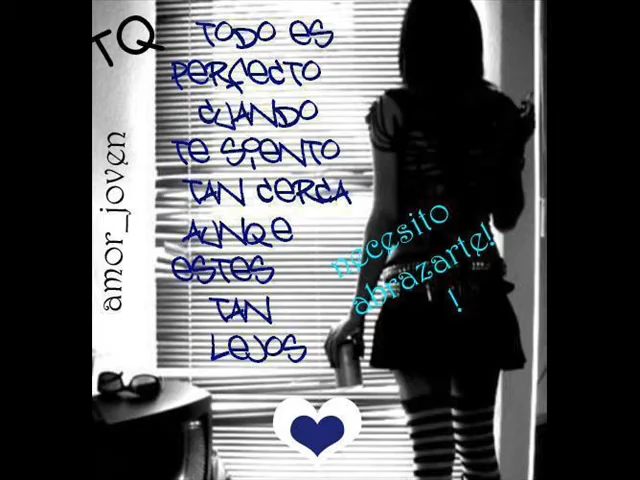 TQ
TODO ES
PERFECTO
CUANDO
TE SIENTO
TAN CERCA
AUNQE
ESTES
TAN
LEJOS
necesito
abrazarte!
!
amor_joven